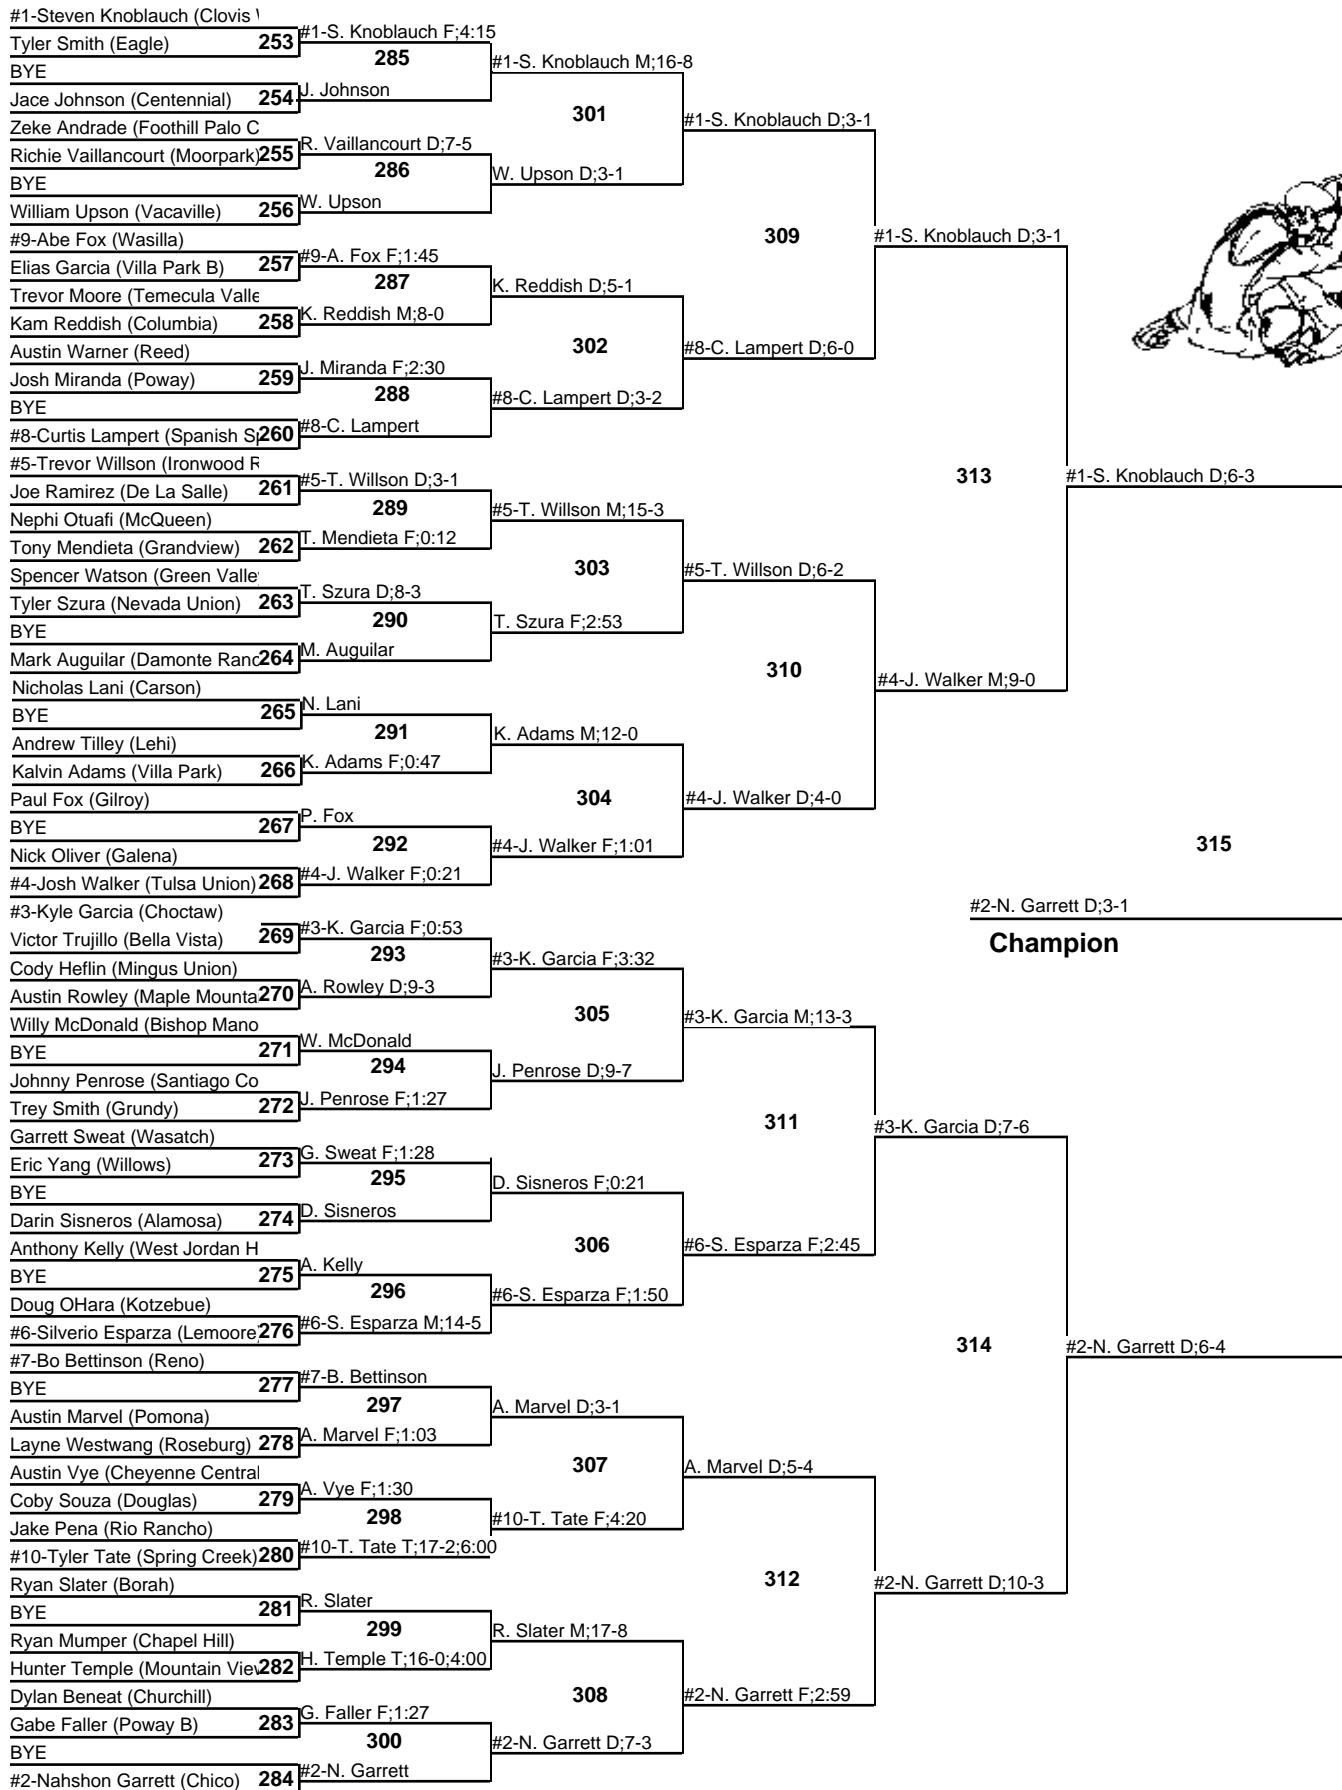 #1-Steven Knoblauch (Clovis
Tyler Smith (Eagle)
BYE
Jace Johnson (Centennial)
Zeke Andrade (Foothill Palo C
Richie Vaillancourt (Moorpark)
BYE
William Upson (Vacaville)
#9-Abe Fox (Wasilla)
Elias Garcia (Villa Park B)
Trevor Moore (Temecula Valle
Kam Reddish (Columbia)
Austin Warner (Reed)
Josh Miranda (Poway)
BYE
#8-Curtis Lampert (Spanish Sp
#5-Trevor Willson (Ironwood R
Joe Ramirez (De La Salle)
Nephi Otuafi (McQueen)
Tony Mendieta (Grandview)
Spencer Watson (Green Valley
Tyler Szura (Nevada Union)
BYE
Mark Auguilar (Damonte Ranc
Nicholas Lani (Carson)
BYE
Andrew Tilley (Lehi)
Kalvin Adams (Villa Park)
Paul Fox (Gilroy)
BYE
Nick Oliver (Galena)
#4-Josh Walker (Tulsa Union)
#3-Kyle Garcia (Choctaw)
Victor Trujillo (Bella Vista)
Cody Heflin (Mingus Union)
Austin Rowley (Maple Mounta
Willy McDonald (Bishop Mano
BYE
Johnny Penrose (Santiago Co
Trey Smith (Grundy)
Garrett Sweat (Wasatch)
Eric Yang (Willows)
BYE
Darin Sisneros (Alamosa)
Anthony Kelly (West Jordan H
BYE
Doug OHara (Kotzebue)
#6-Silverio Esparza (Lemoore)
#7-Bo Bettinson (Reno)
BYE
Austin Marvel (Pomona)
Layne Westwang (Roseburg)
Austin Vye (Cheyenne Central
Coby Souza (Douglas)
Jake Pena (Rio Rancho)
#10-Tyler Tate (Spring Creek)
Ryan Slater (Borah)
BYE
Ryan Mumper (Chapel Hill)
Hunter Temple (Mountain View
Dylan Beneat (Churchill)
Gabe Faller (Poway B)
BYE
#2-Nahshon Garrett (Chico)
253
254
255
256
257
258
259
260
261
262
263
264
265
266
267
268
269
270
271
272
273
274
275
276
277
278
279
280
281
282
283
284
#1-S. Knoblauch F;4:15
285
J. Johnson
R. Vaillancourt D;7-5
286
W. Upson
#9-A. Fox F;1:45
287
K. Reddish M;8-0
J. Miranda F;2:30
288
#8-C. Lampert
#5-T. Willson D;3-1
289
T. Mendieta F;0:12
T. Szura D;8-3
290
M. Auguilar
N. Lani
291
K. Adams F;0:47
P. Fox
292
#4-J. Walker F;0:21
#3-K. Garcia F;0:53
293
A. Rowley D;9-3
W. McDonald
294
J. Penrose F;1:27
G. Sweat F;1:28
295
D. Sisneros
A. Kelly
296
#6-S. Esparza M;14-5
#7-B. Bettinson
297
A. Marvel F;1:03
A. Vye F;1:30
298
#10-T. Tate T;17-2;6:00
R. Slater
299
H. Temple T;16-0;4:00
G. Faller F;1:27
300
#2-N. Garrett
#1-S. Knoblauch M;16-8
301
W. Upson D;3-1
K. Reddish D;5-1
302
#8-C. Lampert D;3-2
#5-T. Willson M;15-3
303
T. Szura F;2:53
K. Adams M;12-0
304
#4-J. Walker F;1:01
#3-K. Garcia F;3:32
305
J. Penrose D;9-7
D. Sisneros F;0:21
306
#6-S. Esparza F;1:50
A. Marvel D;3-1
307
#10-T. Tate F;4:20
R. Slater M;17-8
308
#2-N. Garrett D;7-3
#1-S. Knoblauch D;3-1
309
#8-C. Lampert D;6-0
#5-T. Willson D;6-2
310
#4-J. Walker D;4-0
#3-K. Garcia M;13-3
311
#6-S. Esparza F;2:45
A. Marvel D;5-4
312
#2-N. Garrett F;2:59
#1-S. Knoblauch D;3-1
313
#4-J. Walker M;9-0
#3-K. Garcia D;7-6
314
#2-N. Garrett D;10-3
#1-S. Knoblauch D;6-3
315
#2-N. Garrett D;6-4
#2-N. Garrett D;3-1
Champion